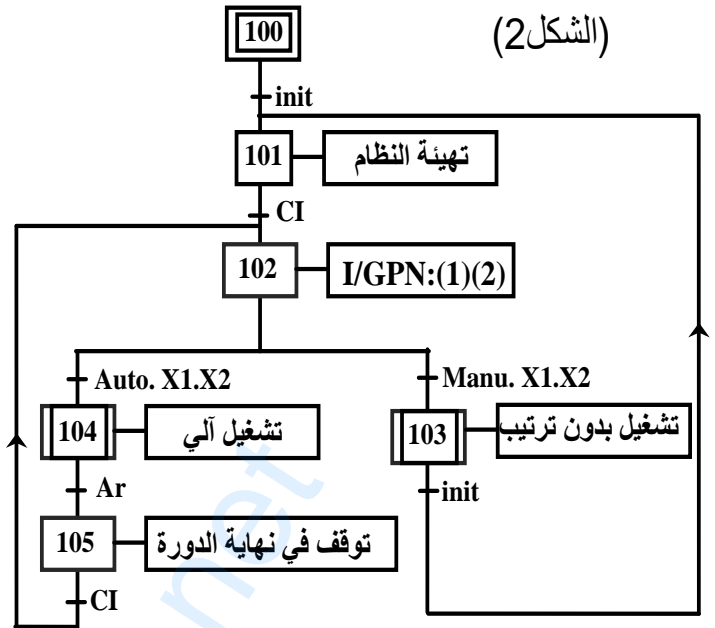 (الشكل2)
100
init
101
تهيئة النظام
CI
102
I/GPN:(1)(2)
Auto. X1.X2
Manu. X1.X2
104
تشغيل آلي
103
تشغيل بدون ترتيب
Ar
init
105
توقف في نهاية الدورة
CI
net